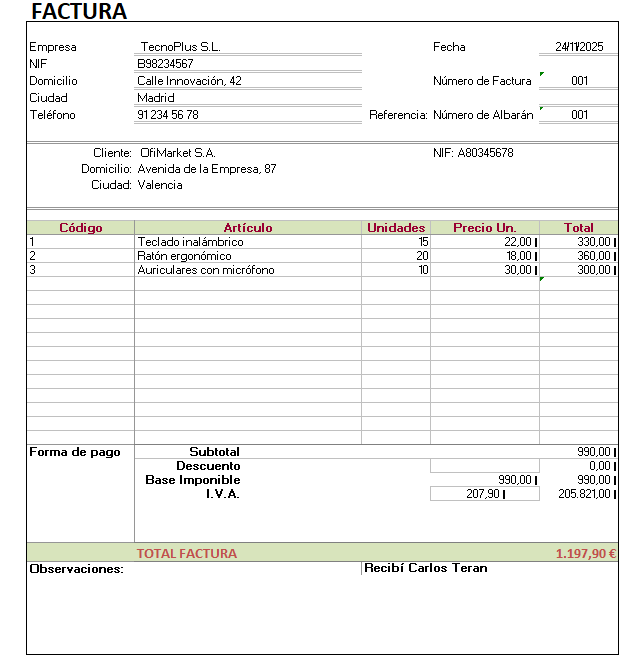 FACTURA
Empresa TecnoPlus S.L. Fecha 24/11/2025
NIF B98234567
Domicilio Calle Innovación, 42 Número de Factura 001
Ciudad Madrid
Teléfono 91 234 56 78 Referencia: Número de Albarán 001
Cliente: OfiMarket S.A. NIF: A80345678
Domicilio: Avenida de la Empresa, 87
Ciudad: Valencia
Código Artículo Unidades Precio Un. Total
1 Teclado inalámbrico 15 22,00 330,00
2 Ratón ergonómico 20 18,00 360,00
3 Auriculares con micrófono 10 30,00 300,00
Forma de pago Subtotal 990,00
Descuento 0,00
Base Imponible 990,00 990,00
I.V.A. 207,90 205.821,00
TOTAL FACTURA 1.197,90 €
Observaciones: Recibí Carlos Teran